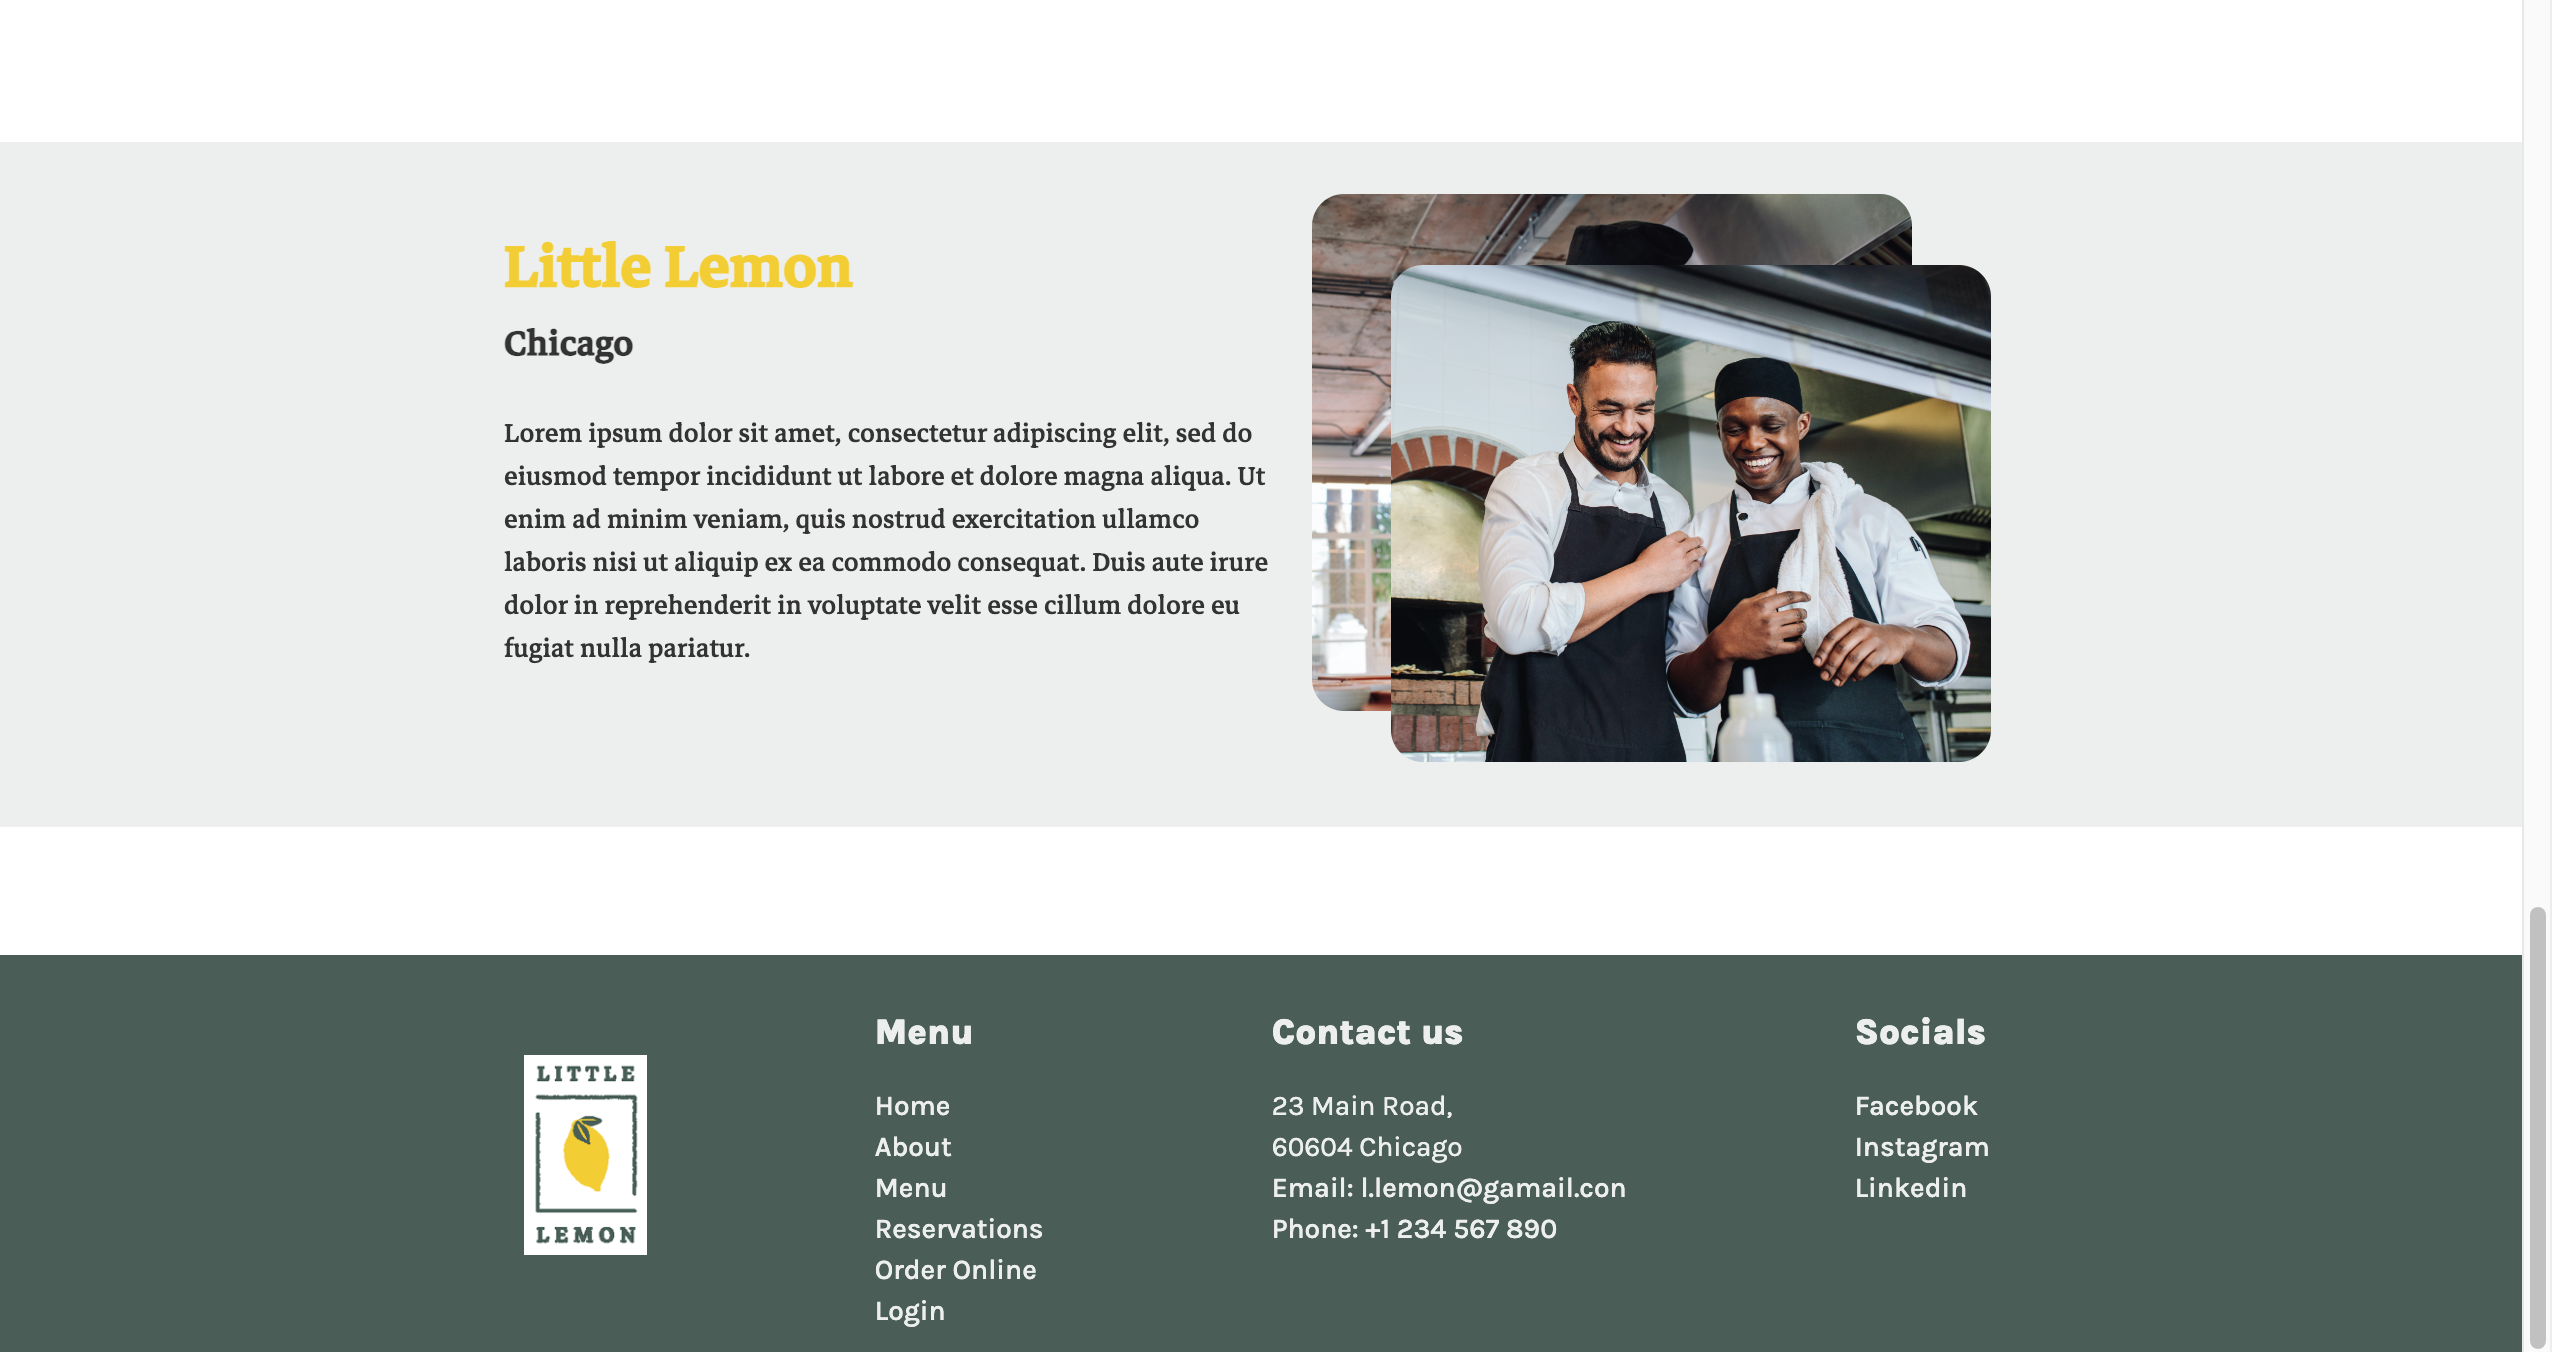 Little Lemon
Chicago
Lorem ipsum dolor sit amet, consectetur adipiscing elit, sed do
eiusmod tempor incididunt ut labore et dolore magna aliqua. Ut
enim ad minim veniam, quis nostrud exercitation ullamco
laboris nisi ut aliquip ex ea commodo consequat. Duis aute irure
dolor in reprehenderit in voluptate velit esse cillum dolore eu
fugiat nulla pariatur.
LITTLE
LEMON
Menu
Home
About
Menu
Reservations
Order Online
Login
Contact us
23 Main Road,
60604 Chicago
Email: l.lemon@gamail.con
Phone: +1 234 567 890
Socials
Facebook
Instagram
Linkedin